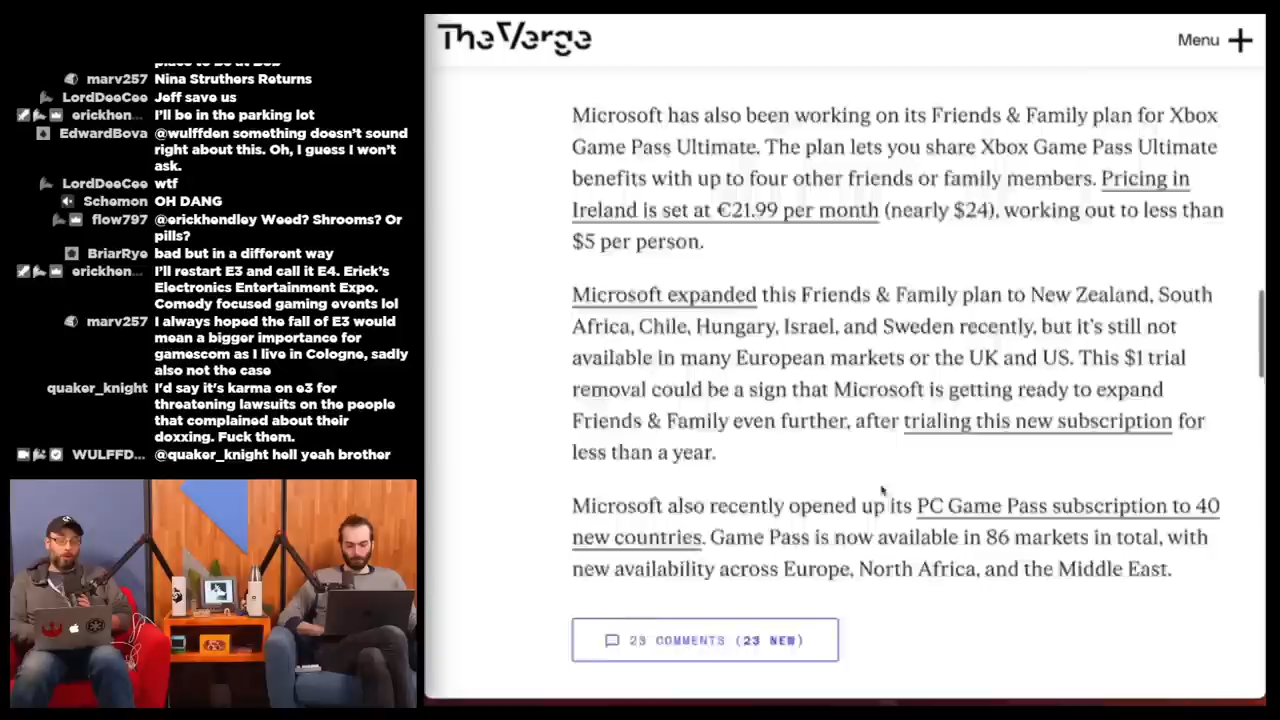 place to be at Bob
marv257 Nina Struthers Returns
LordDeeCee Jeff save us
erickhen... I'll be in the parking lot
EdwardBova @wulffden something doesn't sound
right about this. Oh, I guess I won't
ask.
LordDeeCee wtf
Schemon OH DANG
flow797 @erickhendley Weed? Shrooms? Or
pills?
BriarRye bad but in a different way
erickhen... I'll restart E3 and call it E4. Erick's
Electronics Entertainment Expo.
Comedy focused gaming events lol
marv257 I always hoped the fall of E3 would
mean a bigger importance for
gamescom as I live in Cologne, sadly
also not the case
quaker_knight I'd say it's karma on e3 for
threatening lawsuits on the people
that complained about their
doxxing. Fuck them.
WULFFD... @quaker_knight hell yeah brother
The Verge
Menu
Microsoft has also been working on its Friends & Family plan for Xbox
Game Pass Ultimate. The plan lets you share Xbox Game Pass Ultimate
benefits with up to four other friends or family members. Pricing in
Ireland is set at €21.99 per month (nearly $24), working out to less than
$5 per person.
Microsoft expanded this Friends & Family plan to New Zealand, South
Africa, Chile, Hungary, Israel, and Sweden recently, but it's still not
available in many European markets or the UK and US. This $1 trial
removal could be a sign that Microsoft is getting ready to expand
Friends & Family even further, after trialing this new subscription for
less than a year.
Microsoft also recently opened up its PC Game Pass subscription to 40
new countries. Game Pass is now available in 86 markets in total, with
new availability across Europe, North Africa, and the Middle East.
23 COMMENTS (23 NEW)